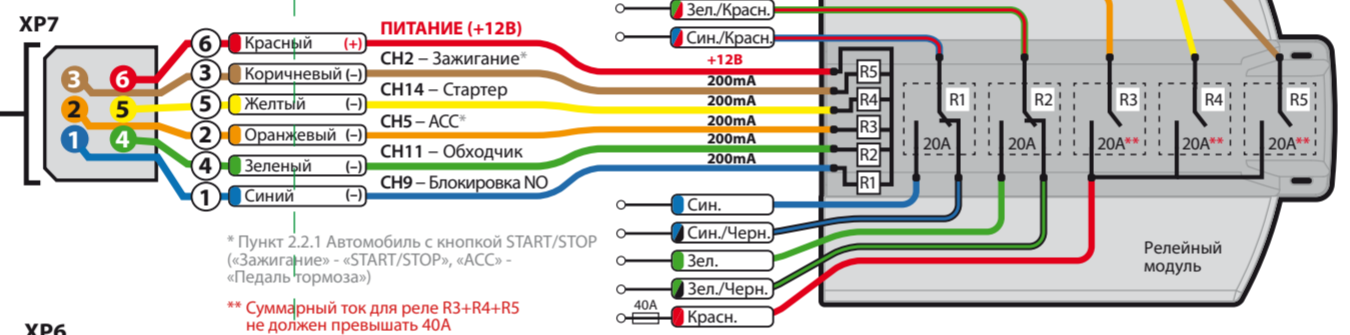 XP7
3
6
2
5
1
4
6 Красный (+) ПИТАНИЕ (+12В)
3 Коричневый (–) CH2 – Зажигание*
5 Желтый (–) CH14 – Стартер
2 Оранжевый (–) CH5 – ACC*
4 Зеленый (–) CH11 – Обходчик
1 Синий (–) CH9 – Блокировка NO
* Пункт 2.2.1 Автомобиль с кнопкой START/STOP
(«Зажигание» - «START/STOP», «ACC» -
«Педаль тормоза»)
** Суммарный ток для реле R3+R4+R5
не должен превышать 40А
Зел./Красн.
Син./Красн.
+12В
200mA
200mA
200mA
200mA
200mA
R5
R4
R3
R2
R1
R1
R2
R3
R4
R5
20A
20A
20A**
20A**
20A**
Син.
Син./Черн.
Зел.
Зел./Черн.
40A
Красн.
Релейный
модуль
XP6